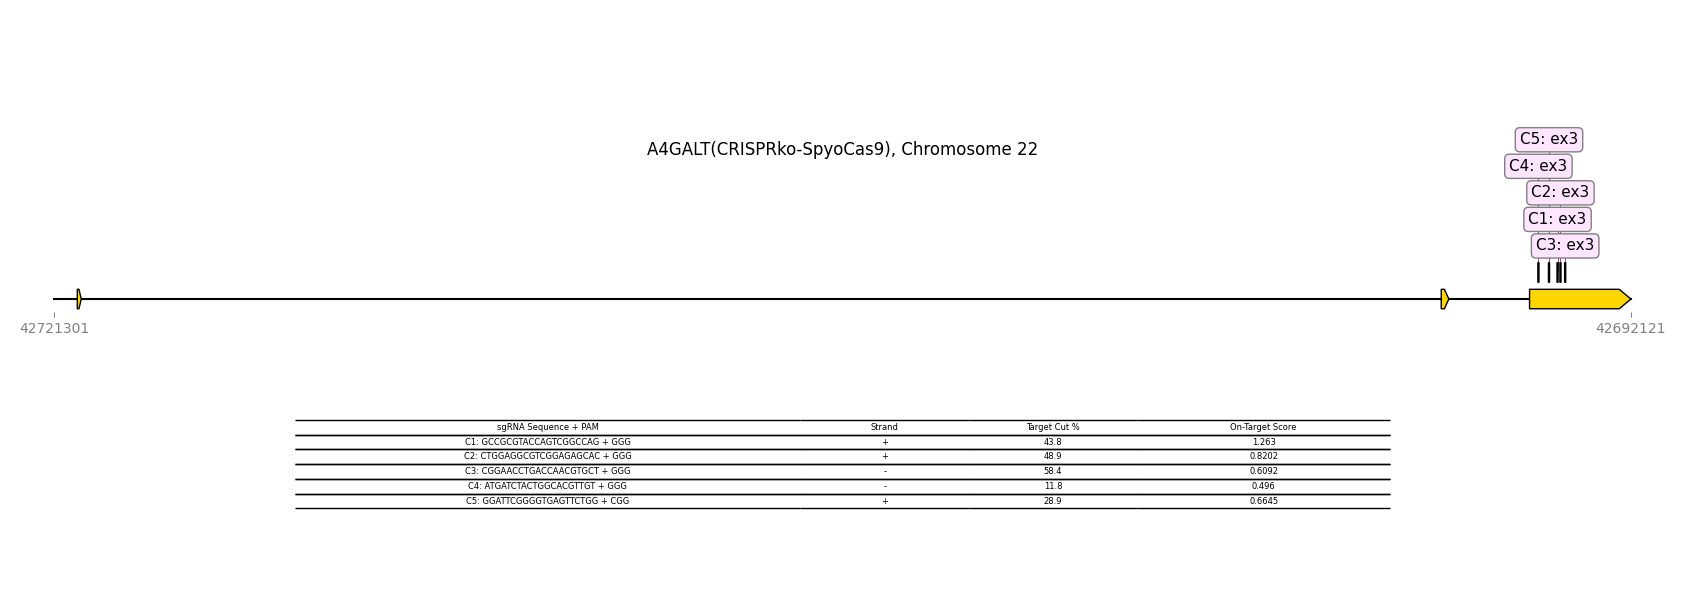 A4GALT(CRISPRko-SpyoCas9), Chromosome 22
C5: ex3
C4: ex3
C2: ex3
C1: ex3
C3: ex3
42721301
42692121
sgRNA Sequence + PAM Strand Target Cut % On-Target Score
C1: GCCGCGTACCAGTCGGCCAG + GGG + 43.8 1.263
C2: CTGGAGGCGTCGGAGAGCAC + GGG + 48.9 0.8202
C3: CGGAACCTGACCAACGTGCT + GGG - 58.4 0.6092
C4: ATGATCTACTGGCACGTTGT + GGG - 11.8 0.496
C5: GGATTCGGGGTGAGTTCTGG + CGG + 28.9 0.6645